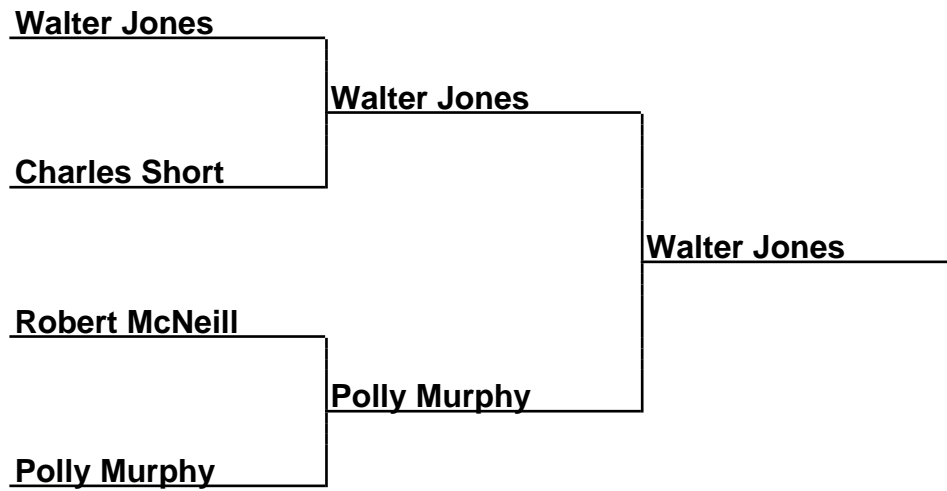 Walter Jones
Walter Jones
Charles Short
Walter Jones
Robert McNeill
Polly Murphy
Polly Murphy